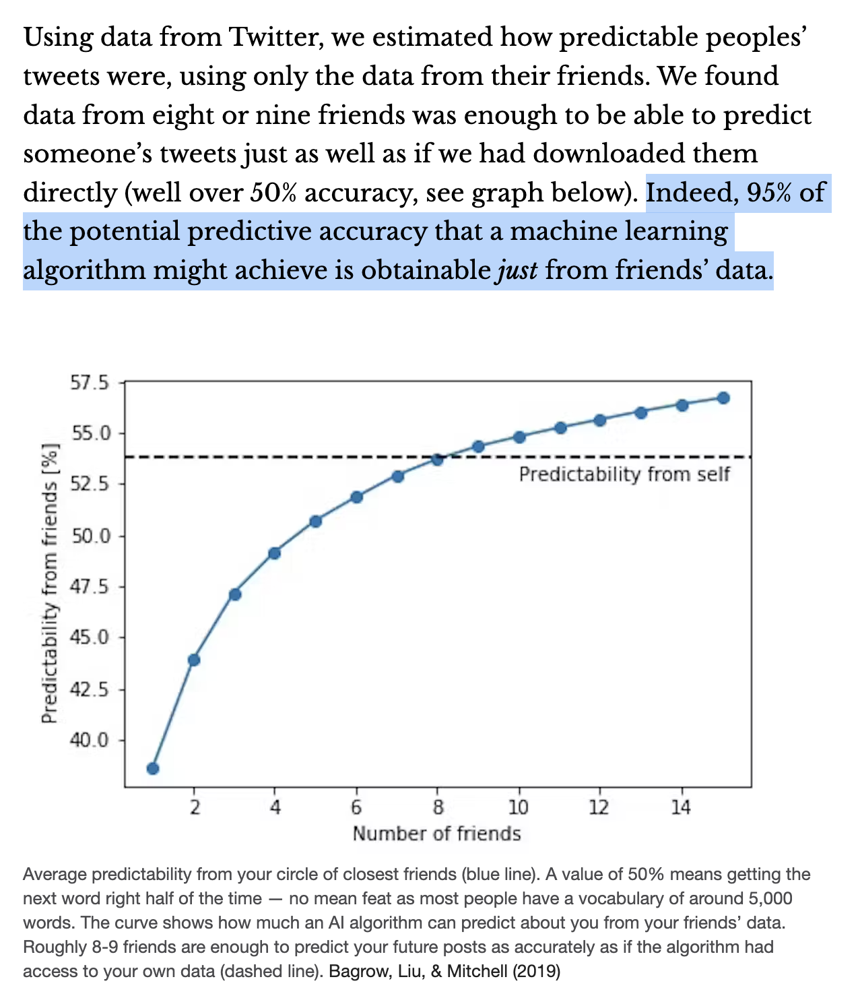 Using data from Twitter, we estimated how predictable peoples’
tweets were, using only the data from their friends. We found
data from eight or nine friends was enough to be able to predict
someone’s tweets just as well as if we had downloaded them
directly (well over 50% accuracy, see graph below). Indeed, 95% of
the potential predictive accuracy that a machine learning
algorithm might achieve is obtainable just from friends’ data.
57.5
55.0
52.5
50.0
47.5
45.0
42.5
40.0
Predictability from friends [%]
Predictability from self
2 4 6 8 10 12 14
Number of friends
Average predictability from your circle of closest friends (blue line). A value of 50% means getting the
next word right half of the time — no mean feat as most people have a vocabulary of around 5,000
words. The curve shows how much an AI algorithm can predict about you from your friends’ data.
Roughly 8-9 friends are enough to predict your future posts as accurately as if the algorithm had
access to your own data (dashed line). Bagrow, Liu, & Mitchell (2019)